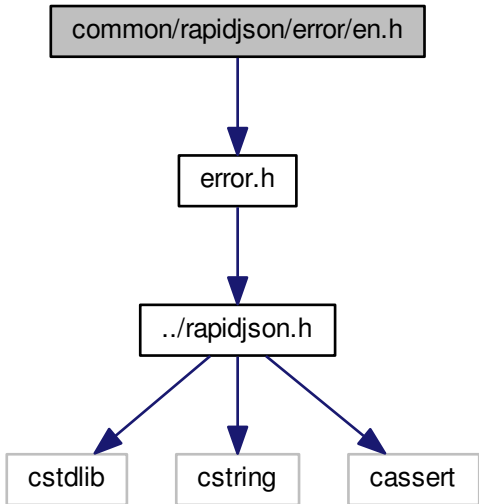 common/rapidjson/error/en.h
error.h
../rapidjson.h
cstdlib
cstring
cassert